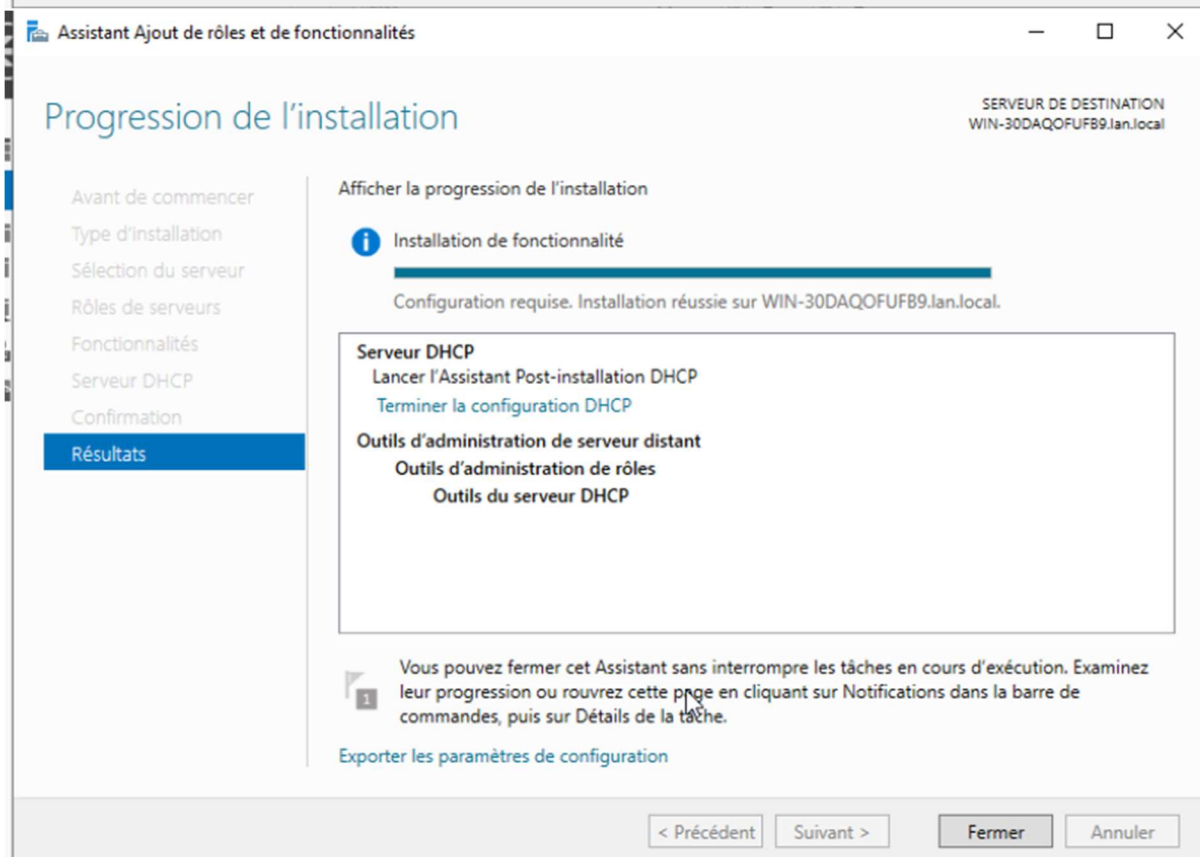 Assistant Ajout de rôles et de fonctionnalités
Progression de l'installation
SERVEUR DE DESTINATION
WIN-30DAQOFUFB9.lan.local
Avant de commencer
Type d'installation
Sélection du serveur
Rôles de serveurs
Fonctionnalités
Serveur DHCP
Confirmation
Résultats
Afficher la progression de l'installation
Installation de fonctionnalité
Configuration requise. Installation réussie sur WIN-30DAQOFUFB9.lan.local.
Serveur DHCP
Lancer l'Assistant Post-installation DHCP
Terminer la configuration DHCP
Outils d'administration de serveur distant
Outils d'administration de rôles
Outils du serveur DHCP
1
Vous pouvez fermer cet Assistant sans interrompre les tâches en cours d'exécution. Examinez
leur progression ou rouvrez cette page en cliquant sur Notifications dans la barre de
commandes, puis sur Détails de la tâche.
Exporter les paramètres de configuration
< Précédent
Suivant >
Fermer
Annuler